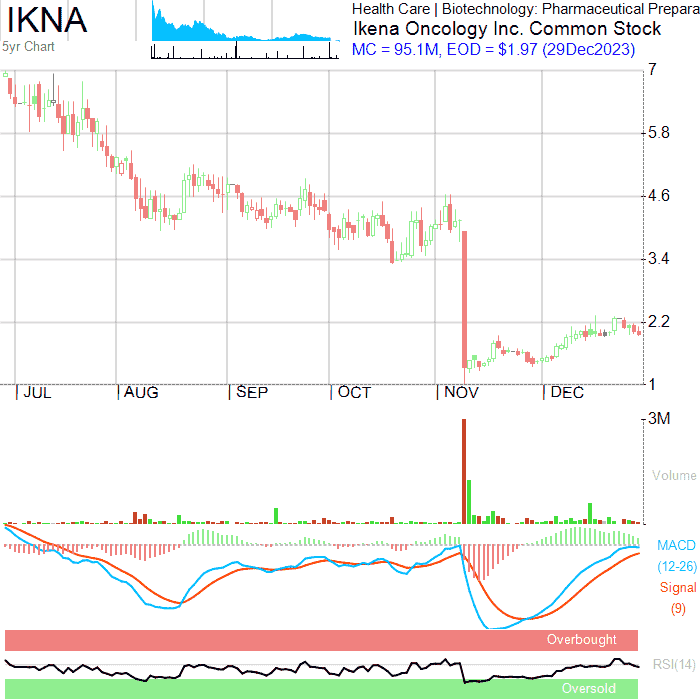 IKNA
5yr Chart
Health Care | Biotechnology: Pharmaceutical Prepara
Ikena Oncology Inc. Common Stock
MC = 95.1M, EOD = $1.97 (29Dec2023)
7
5.8
4.6
3.4
2.2
1
JUL AUG SEP OCT NOV DEC
3M
Volume
MACD
(12-26)
Signal
(9)
Overbought
RSI(14)
Oversold